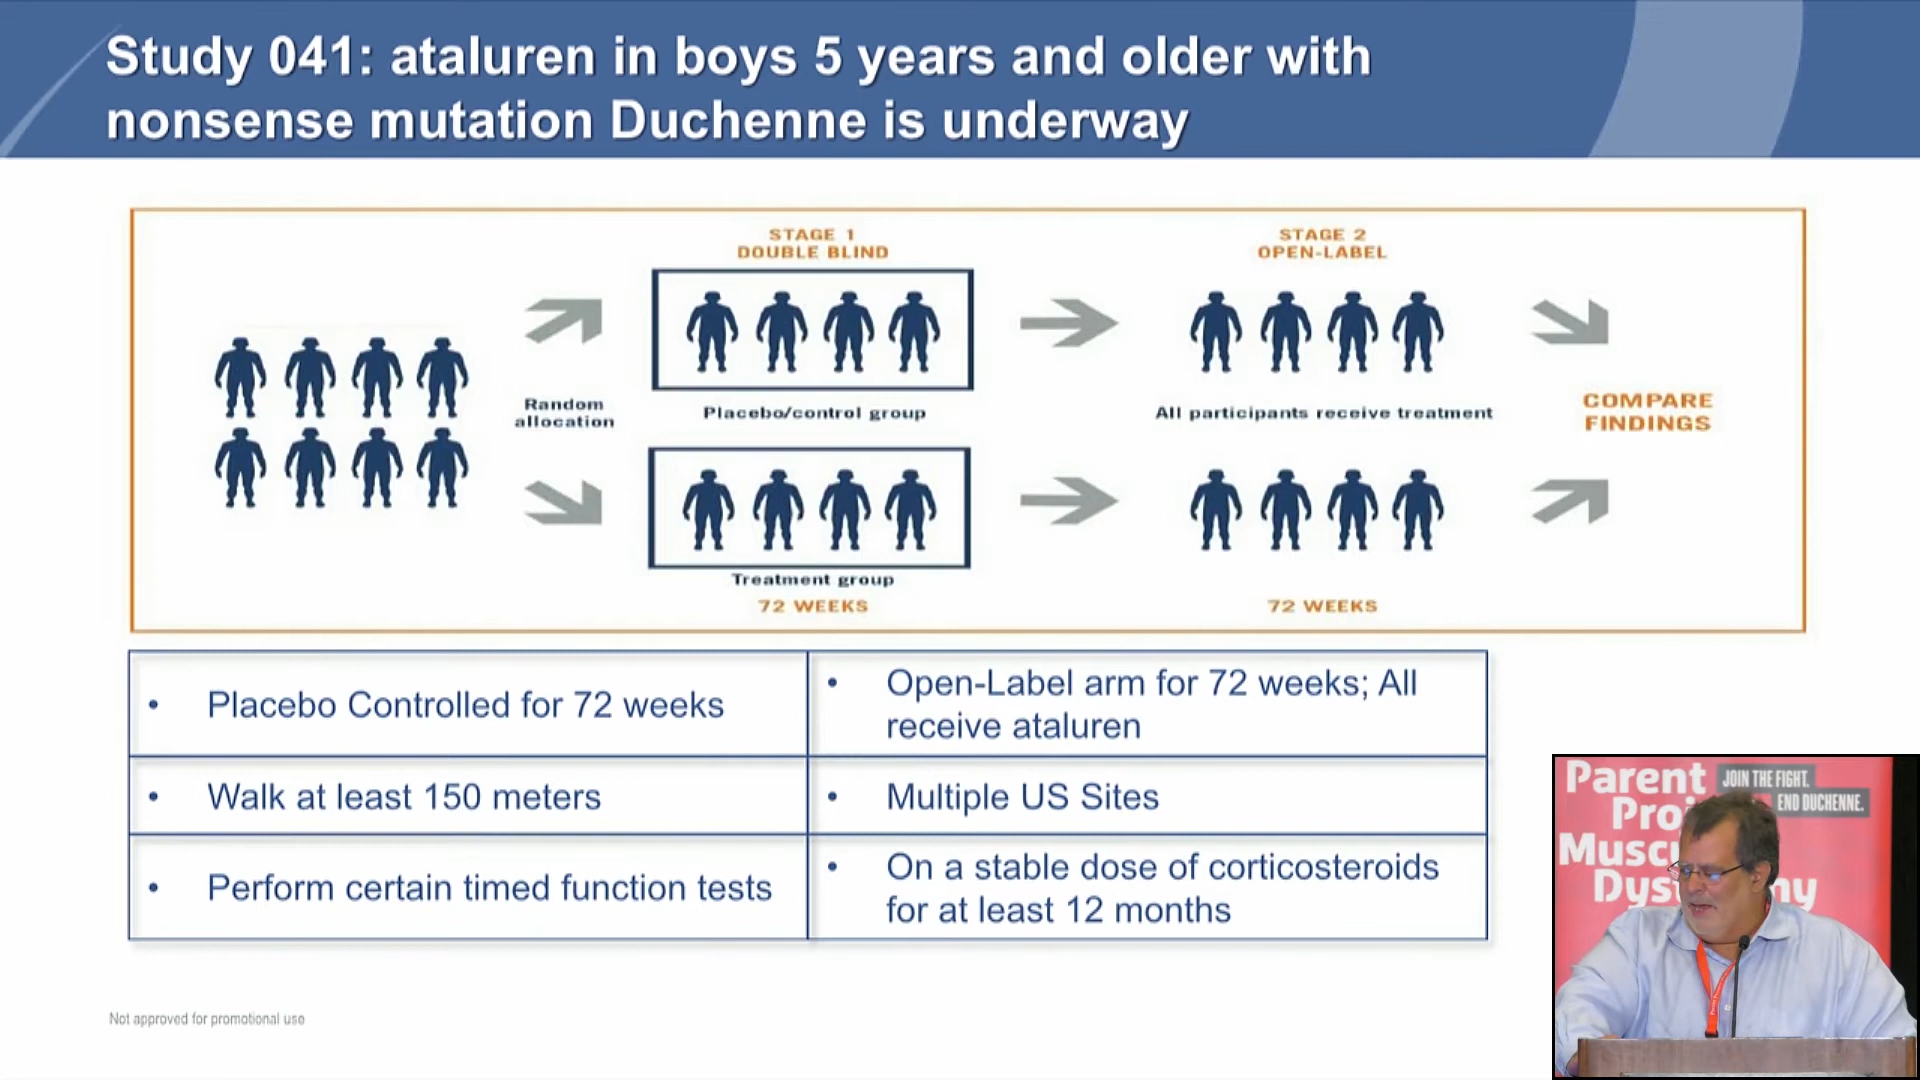 Study 041: ataluren in boys 5 years and older with
nonsense mutation Duchenne is underway
STAGE 1
DOUBLE BLIND
STAGE 2
OPEN-LABEL
Random
allocation
Placebo/control group
All participants receive treatment
COMPARE
FINDINGS
Treatment group
72 WEEKS
72 WEEKS
• Placebo Controlled for 72 weeks
• Open-Label arm for 72 weeks; All
receive ataluren
• Walk at least 150 meters
• Multiple US Sites
• Perform certain timed function tests
• On a stable dose of corticosteroids
for at least 12 months
Not approved for promotional use
Parent
JOIN THE FIGHT.
END DUCHENNE.